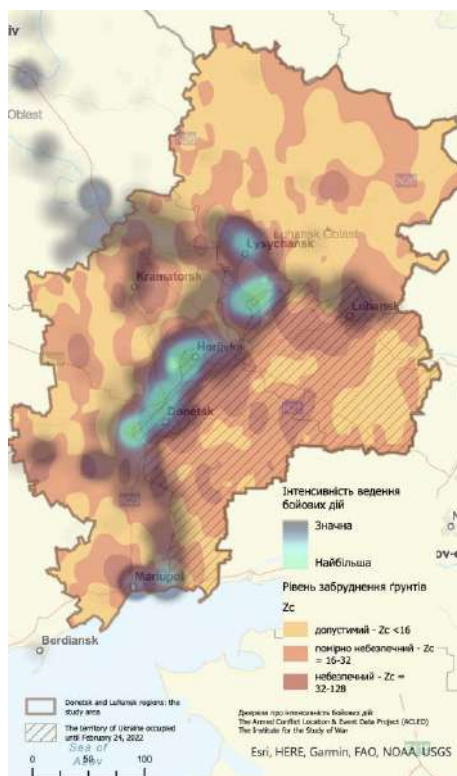 iv
Oblast
Lysychansk
Luhansk Oblast
Kramatorsk
Luhansk
Horlivka
Donetsk
Mariupol
Berdiansk
Sea of
Azov
Інтенсивність ведення
бойових дій
Значна
Найбільша
Рівень забруднення ґрунтів
Zc
допустимий - Zc <16
помірно небезпечний - Zc
= 16-32
небезпечний - Zc =
32-128
Donetsk and Luhansk regions: the
study area
The territory of Ukraine occupied
until February 24, 2022
0 50 100
Джерела про інтенсивність бойових дій:
The Armed Conflict Location & Event Data Project (ACLED)
The Institute for the Study of War
Esri, HERE, Garmin, FAO, NOAA, USGS